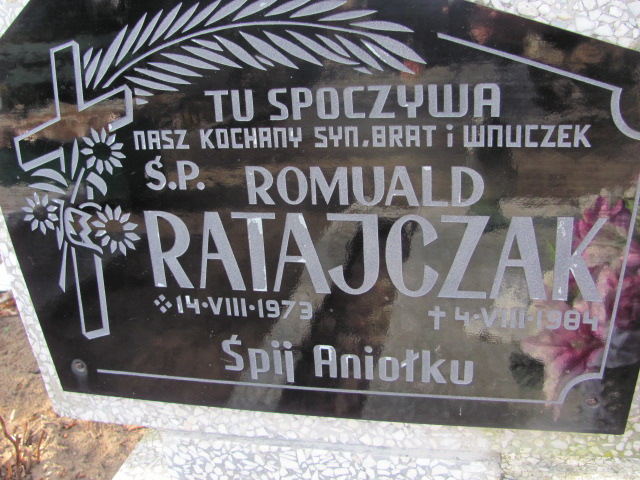 TU SPOCZYWA
NASZ KOCHANY SYN, BRAT i WNUCZEK
Ś.P. ROMUALD
RATAJCZAK
14·VIII·1973 ✝ 4·VIII·1984
Śpij Aniołku